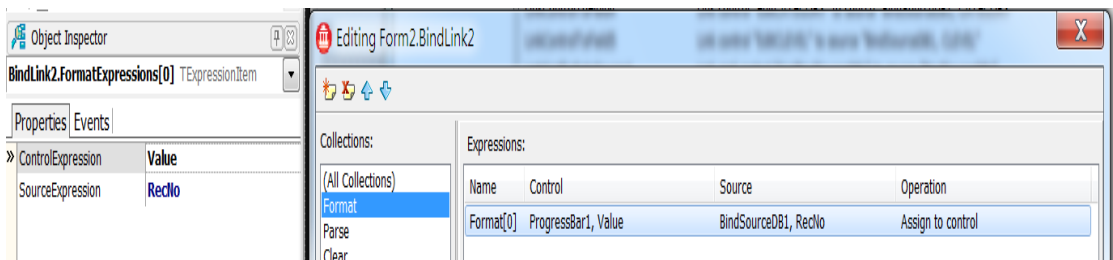 Object Inspector
BindLink2.FormatExpressions[0] TExpressionItem
Properties Events
» ControlExpression Value
SourceExpression RecNo
Editing Form2.BindLink2
X
Collections:
(All Collections)
Format
Parse
Clear
Expressions:
Name Control Source Operation
Format[0] ProgressBar1, Value BindSourceDB1, RecNo Assign to control